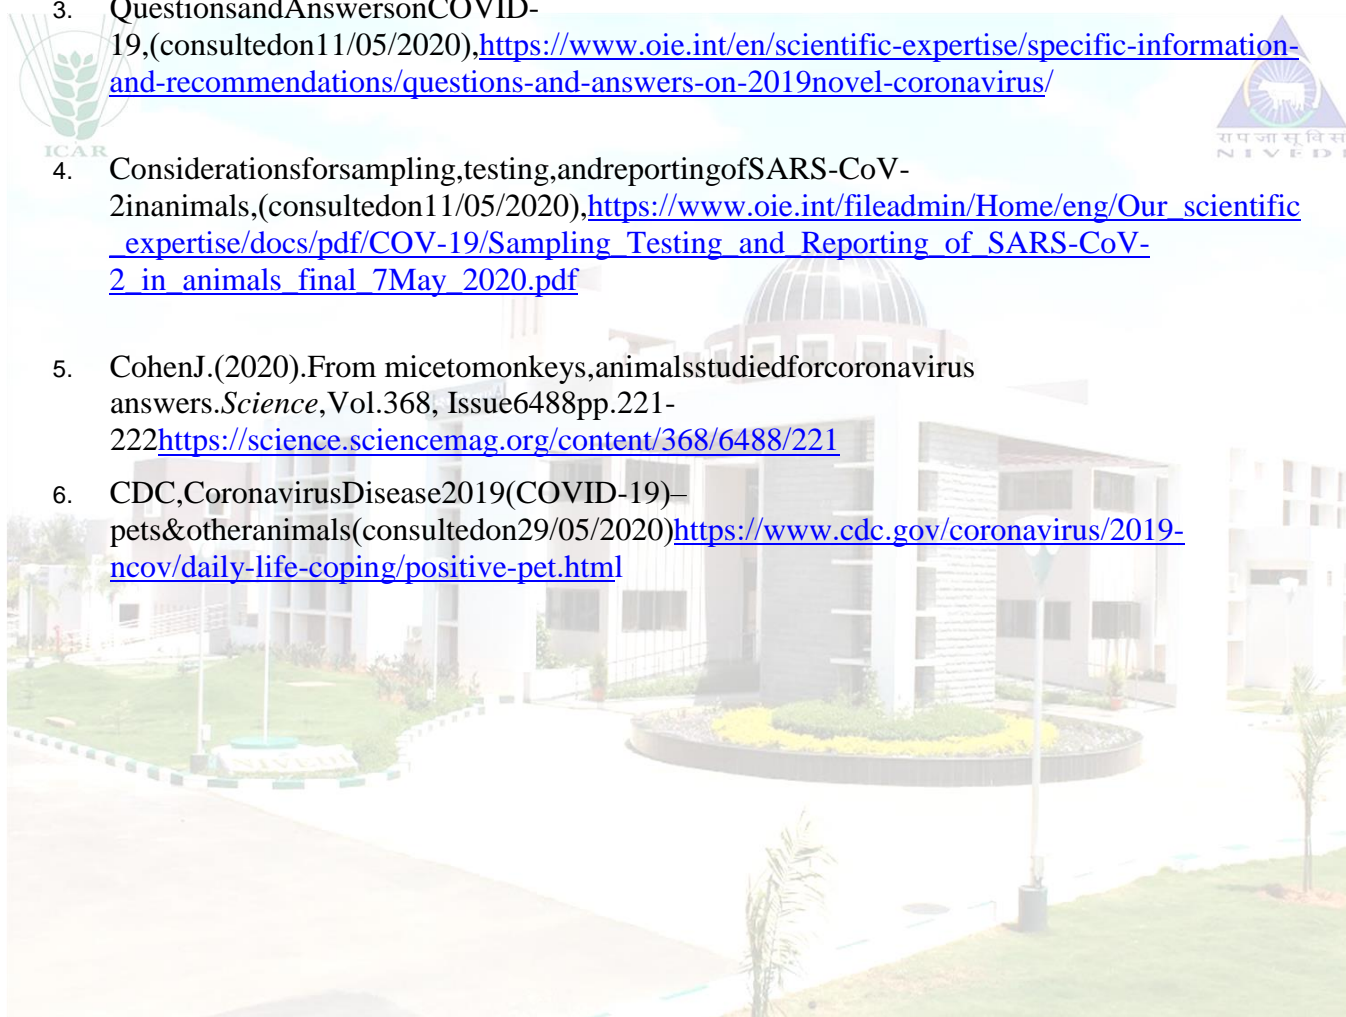 3. QuestionsandAnswersonCOVID-
19,(consultedon11/05/2020),https://www.oie.int/en/scientific-expertise/specific-information-
and-recommendations/questions-and-answers-on-2019novel-coronavirus/
ICAR
रा प जा सू वि सं
NIVEDI
4. Considerationsforsampling,testing,andreportingofSARS-CoV-
2inanimals,(consultedon11/05/2020),https://www.oie.int/fileadmin/Home/eng/Our_scientific
_expertise/docs/pdf/COV-19/Sampling_Testing_and_Reporting_of_SARS-CoV-
2_in_animals_final_7May_2020.pdf
5. CohenJ.(2020).From micetomonkeys,animalsstudiedforcoronavirus
answers.Science,Vol.368, Issue6488pp.221-
222https://science.sciencemag.org/content/368/6488/221
6. CDC,CoronavirusDisease2019(COVID-19)–
pets&otheranimals(consultedon29/05/2020)https://www.cdc.gov/coronavirus/2019-
ncov/daily-life-coping/positive-pet.html
NIVEDI